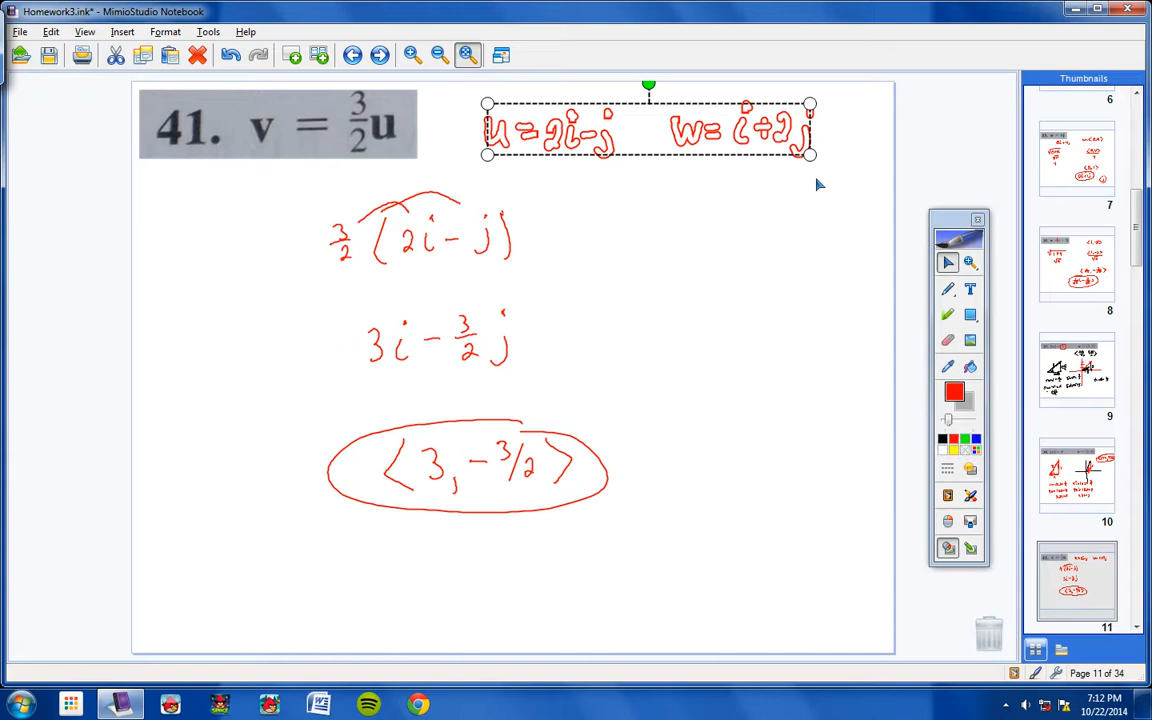 Homework3.ink* - MimioStudio Notebook
File Edit View Insert Format Tools Help
41. v = 3/2 u
u = 2i - j w = i + 2j
3/2 (2i - j)
3i - 3/2 j
⟨3, -3/2⟩
Thumbnails
6
7
8
9
10
11
Page 11 of 34
7:12 PM
10/22/2014